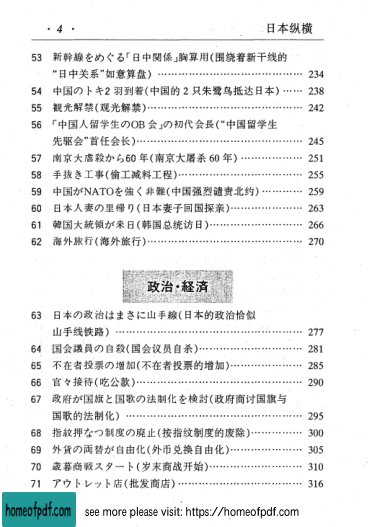 · 4 · 日本纵横
53 新幹線をめぐる「日中関係」胸算用(围绕着新干线的
“日中关系”如意算盘) 234
54 中国のトキ2羽到着(中国的2只朱鹭鸟抵达日本) 238
55 観光解禁(观光解禁) 242
56 「中国人留学生のOB会」の初代会長(“中国留学生
先驱会”首任会长) 245
57 南京大虐殺から60年(南京大屠杀60年) 251
58 手抜き工事(偷工减料工程) 255
59 中国がNATOを強く非難(中国强烈谴责北约) 259
60 日本人妻の里帰り(日本妻子回国探亲) 263
61 韓国大統領が来日(韩国总统访日) 266
62 海外旅行(海外旅行) 270
政治·経済
63 日本の政治はまさに山手線(日本的政治恰似
山手线铁路) 277
64 国会議員の自殺(国会议员自杀) 281
65 不在者投票の増加(不在者投票的增加) 285
66 官々接待(吃公款) 290
67 政府が国旗と国歌の法制化を検討(政府商讨国旗与
国歌的法制化) 295
68 指紋押なつ制度の廃止(按指纹制度的废除) 300
69 外貨の両替が自由化(外币兑换自由化) 305
70 歳暮商戦スタート(岁末商战开始) 310
71 アウトレット店(批发商店) 316
homeofpdf.com see more please visit: https://homeofpdf.com